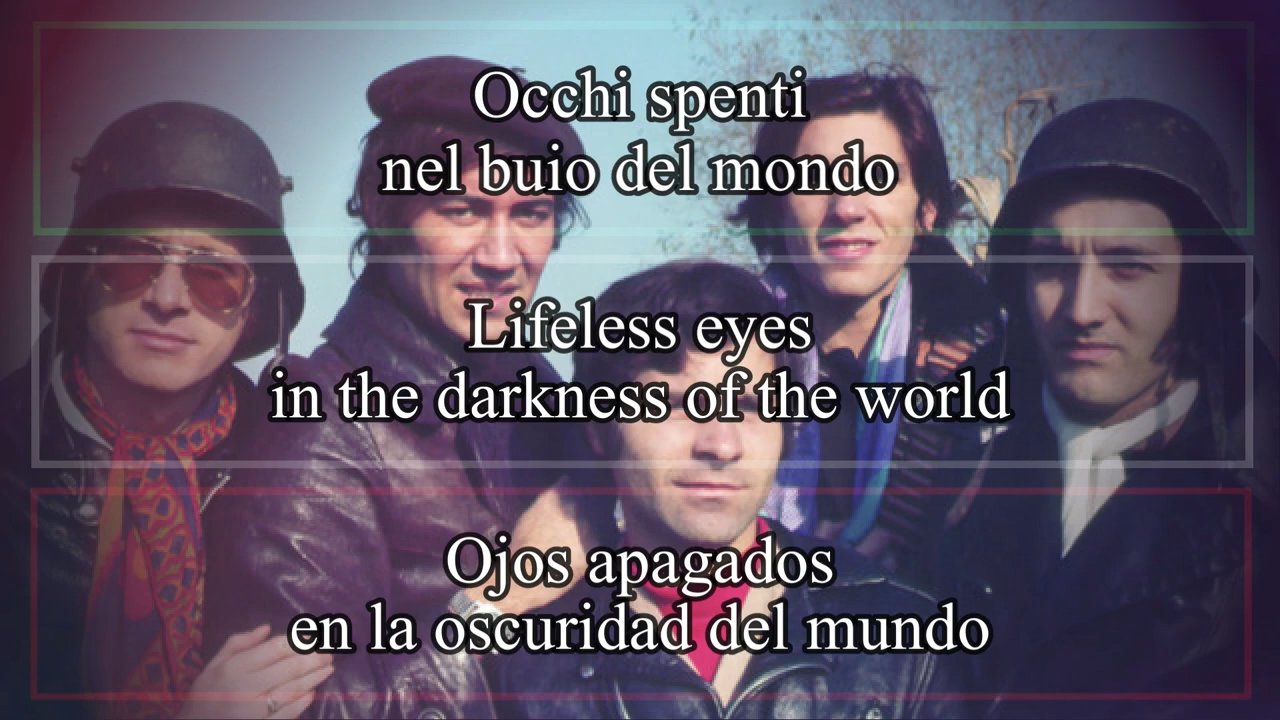 Occhi spenti
nel buio del mondo
Lifeless eyes
in the darkness of the world
Ojos apagados
en la oscuridad del mundo